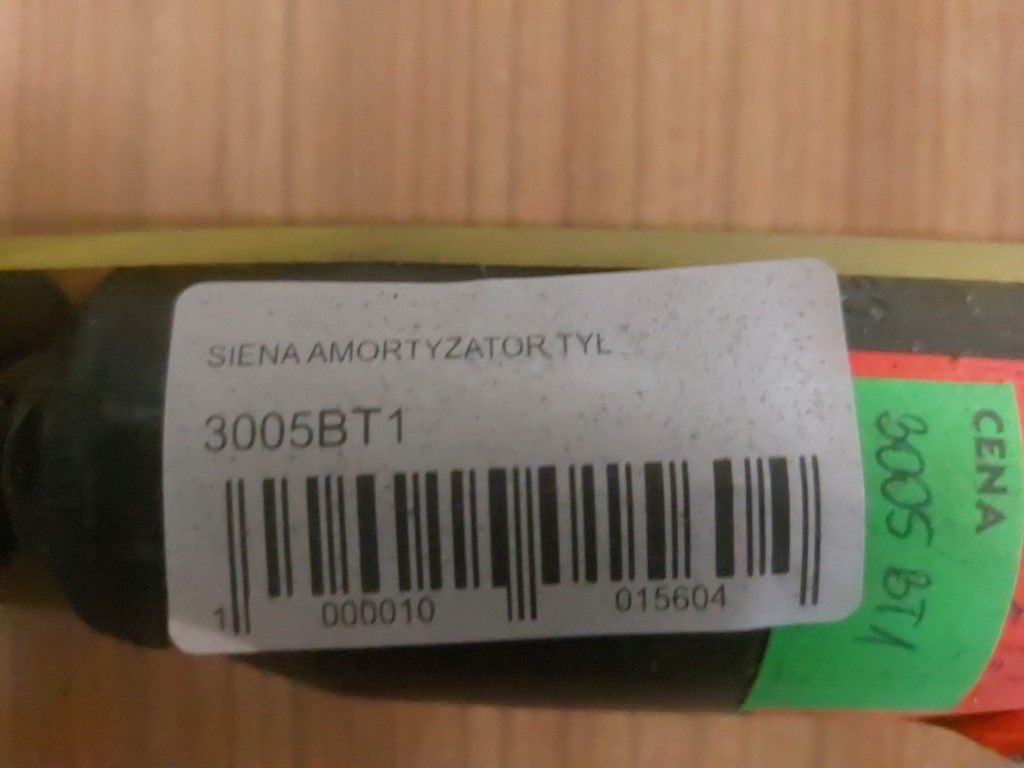 SIENA AMORTYZATOR TYŁ
3005BT1
1 000010 015604
CENA
3005 BT1